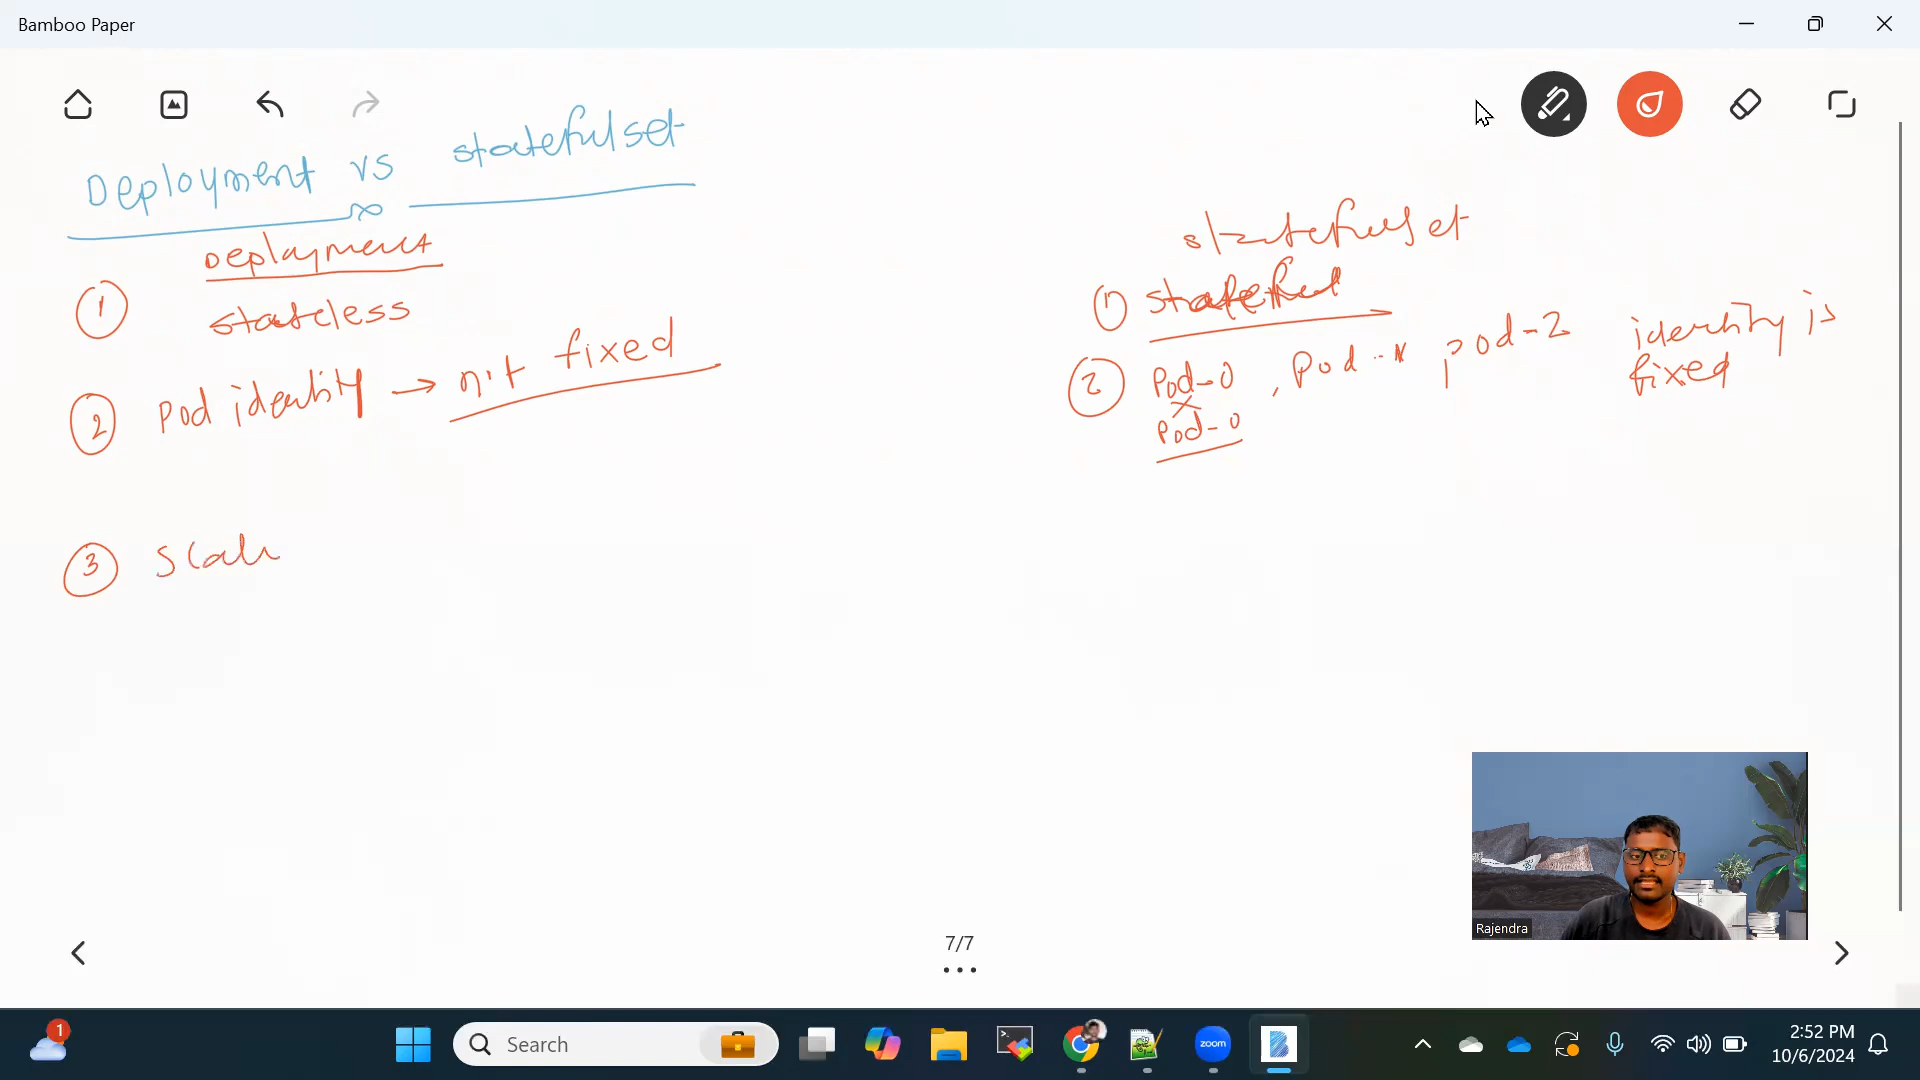 Bamboo Paper
Deployment vs statefulset
Deployment
① stateless
② Pod identity → not fixed
③ Scale
statefulset
① stateful
② Pod-0 , Pod- pod-2 identity is fixed
Pod-0
Rajendra
7/7
1
Search
zoom
2:52 PM
10/6/2024